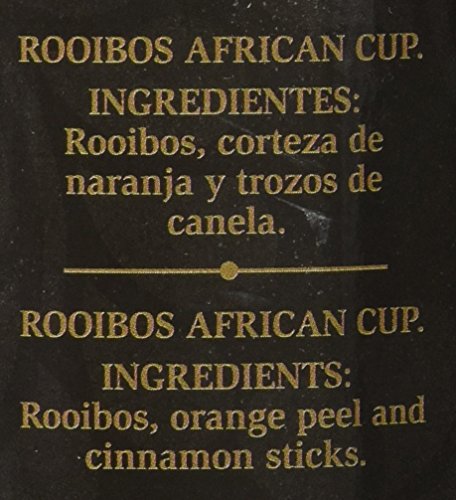 ROOIBOS AFRICAN CUP.
INGREDIENTES:
Rooibos, corteza de
naranja y trozos de
canela.
ROOIBOS AFRICAN CUP.
INGREDIENTS:
Rooibos, orange peel and
cinnamon sticks.